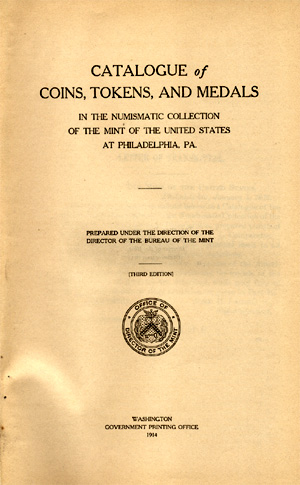 CATALOGUE of
COINS, TOKENS, AND MEDALS
IN THE NUMISMATIC COLLECTION
OF THE MINT OF THE UNITED STATES
AT PHILADELPHIA, PA.
PREPARED UNDER THE DIRECTION OF THE
DIRECTOR OF THE BUREAU OF THE MINT
[THIRD EDITION]
OFFICE OF
DIRECTOR OF THE MINT
WASHINGTON
GOVERNMENT PRINTING OFFICE
1914